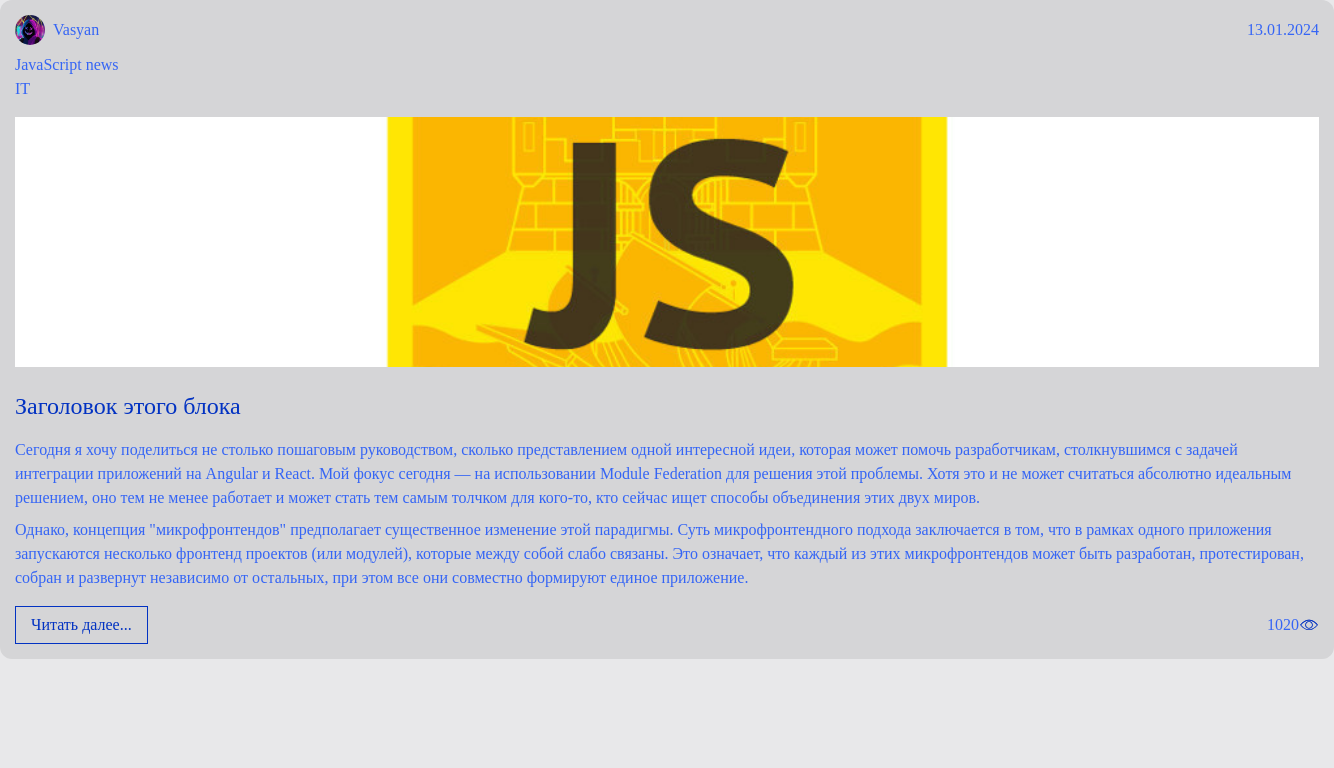 Vasyan
13.01.2024
JavaScript news
IT
JS
Заголовок этого блока
Сегодня я хочу поделиться не столько пошаговым руководством, сколько представлением одной интересной идеи, которая может помочь разработчикам, столкнувшимся с задачей
интеграции приложений на Angular и React. Мой фокус сегодня — на использовании Module Federation для решения этой проблемы. Хотя это и не может считаться абсолютно идеальным
решением, оно тем не менее работает и может стать тем самым толчком для кого-то, кто сейчас ищет способы объединения этих двух миров.
Однако, концепция "микрофронтендов" предполагает существенное изменение этой парадигмы. Суть микрофронтендного подхода заключается в том, что в рамках одного приложения
запускаются несколько фронтенд проектов (или модулей), которые между собой слабо связаны. Это означает, что каждый из этих микрофронтендов может быть разработан, протестирован,
собран и развернут независимо от остальных, при этом все они совместно формируют единое приложение.
Читать далее...
1020